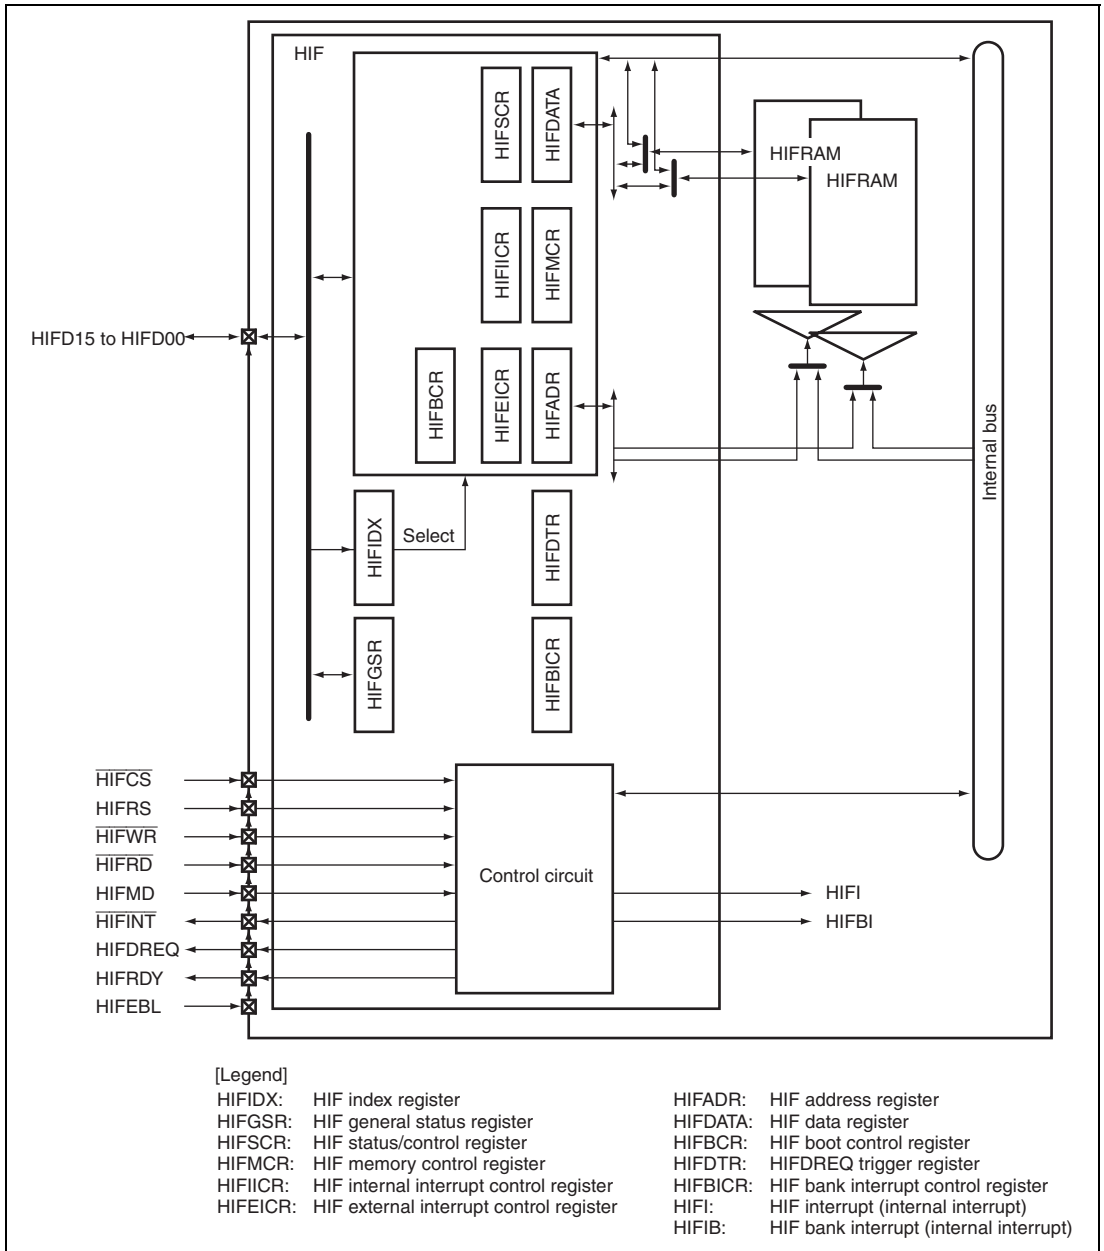 HIF
HIFSCR
HIFDATA
HIFRAM
HIFRAM
HIFIICR
HIFMCR
HIFD15 to HIFD00
HIFBCR
HIFEICR
HIFADR
Internal bus
HIFIDX
Select
HIFDTR
HIFGSR
HIFBICR
HIFCS
HIFRS
HIFWR
HIFRD
HIFMD
HIFINT
HIFDREQ
HIFRDY
HIFEBL
Control circuit
HIFI
HIFBI
[Legend]
HIFIDX: HIF index register
HIFGSR: HIF general status register
HIFSCR: HIF status/control register
HIFMCR: HIF memory control register
HIFIICR: HIF internal interrupt control register
HIFEICR: HIF external interrupt control register
HIFADR: HIF address register
HIFDATA: HIF data register
HIFBCR: HIF boot control register
HIFDTR: HIFDREQ trigger register
HIFBICR: HIF bank interrupt control register
HIFI: HIF interrupt (internal interrupt)
HIFIB: HIF bank interrupt (internal interrupt)